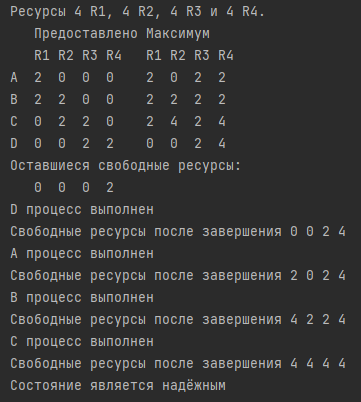 Ресурсы 4 R1, 4 R2, 4 R3 и 4 R4.
Предоставлено Максимум
R1 R2 R3 R4 R1 R2 R3 R4
A 2 0 0 0 2 0 2 2
B 2 2 0 0 2 2 2 2
C 0 2 2 0 2 4 2 4
D 0 0 2 2 0 0 2 4
Оставшиеся свободные ресурсы:
0 0 0 2
D процесс выполнен
Свободные ресурсы после завершения 0 0 2 4
A процесс выполнен
Свободные ресурсы после завершения 2 0 2 4
B процесс выполнен
Свободные ресурсы после завершения 4 2 2 4
C процесс выполнен
Свободные ресурсы после завершения 4 4 4 4
Состояние является надёжным